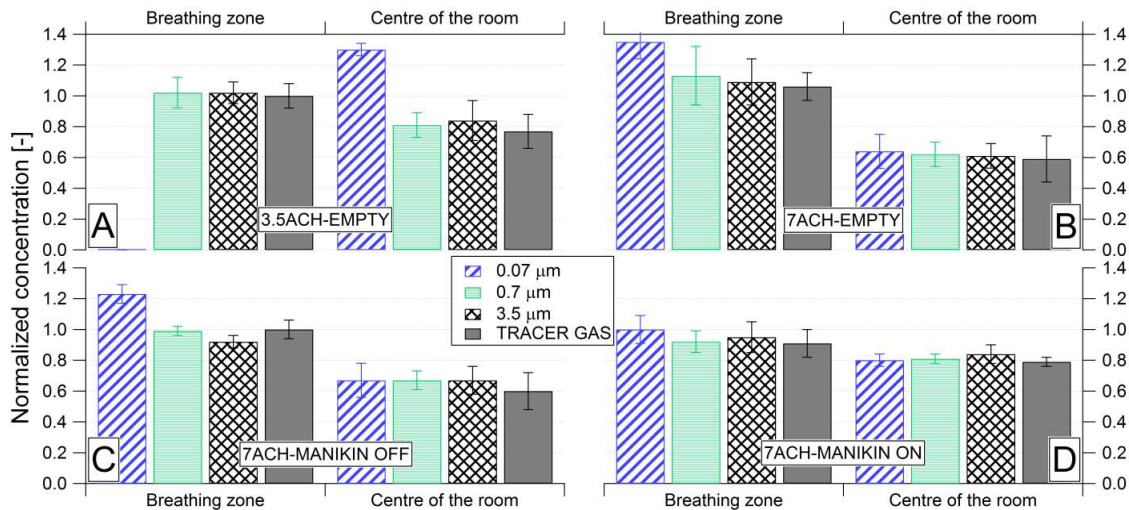 Breathing zone Centre of the room Breathing zone Centre of the room
Normalized concentration [-]
1.4
1.2
1.0
0.8
0.6
0.4
0.2
0.0
A
3.5ACH-EMPTY
1.4
1.2
1.0
0.8
0.6
0.4
0.2
0.0
B
7ACH-EMPTY
0.07 μm
0.7 μm
3.5 μm
TRACER GAS
1.4
1.2
1.0
0.8
0.6
0.4
0.2
0.0
C
7ACH-MANIKIN OFF
1.4
1.2
1.0
0.8
0.6
0.4
0.2
0.0
D
7ACH-MANIKIN ON
Breathing zone Centre of the room Breathing zone Centre of the room